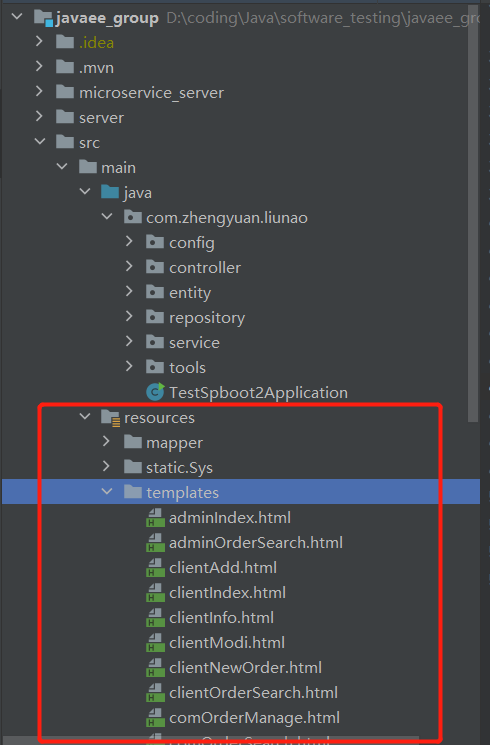 javaee_group D:\coding\Java\software_testing\javaee_gro
.idea
.mvn
microservice_server
server
src
main
java
com.zhengyuan.liunao
config
controller
entity
repository
service
tools
TestSpboot2Application
resources
mapper
static.Sys
templates
adminIndex.html
adminOrderSearch.html
clientAdd.html
clientIndex.html
clientInfo.html
clientModi.html
clientNewOrder.html
clientOrderSearch.html
comOrderManage.html